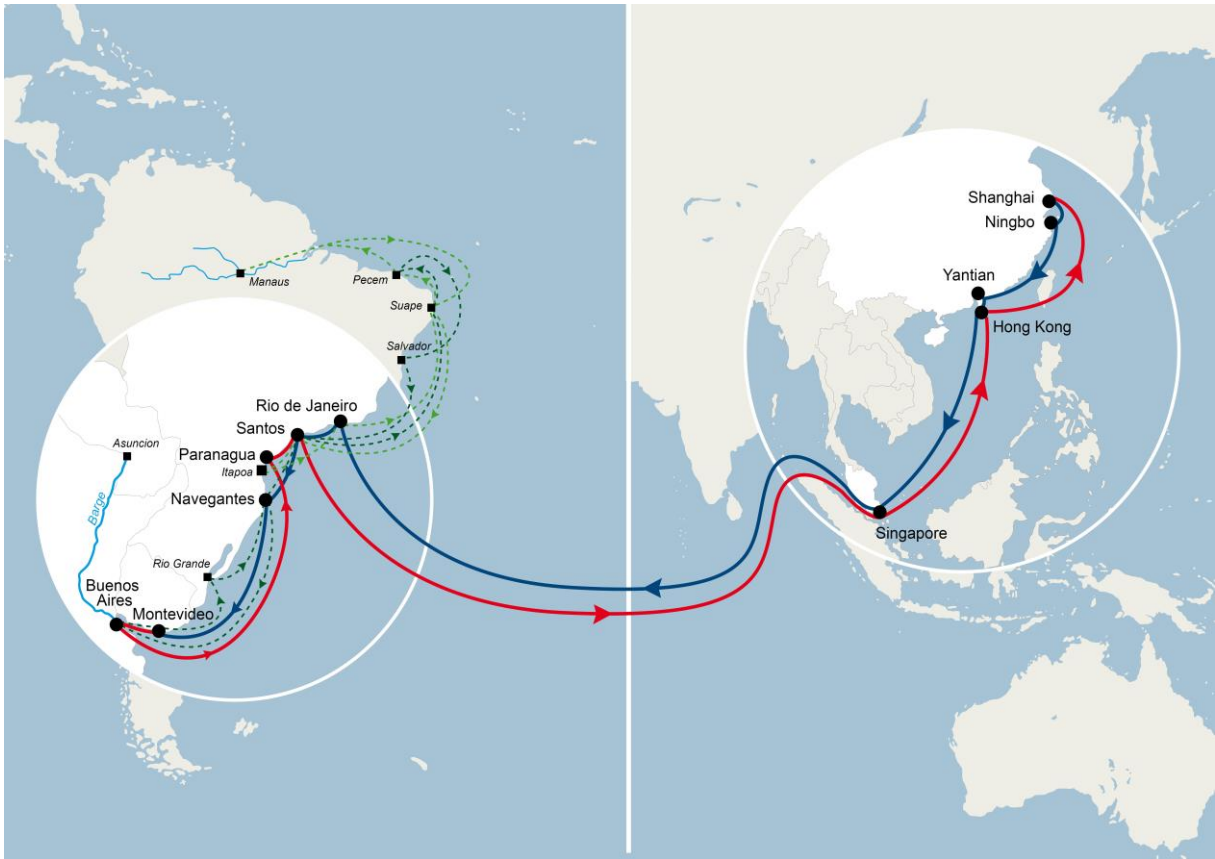 Manaus
Pecem
Suape
Salvador
Rio de Janeiro
Santos
Paranagua
Itapoa
Asuncion
Navegantes
Barge
Rio Grande
Buenos
Aires
Montevideo
Shanghai
Ningbo
Yantian
Hong Kong
Singapore